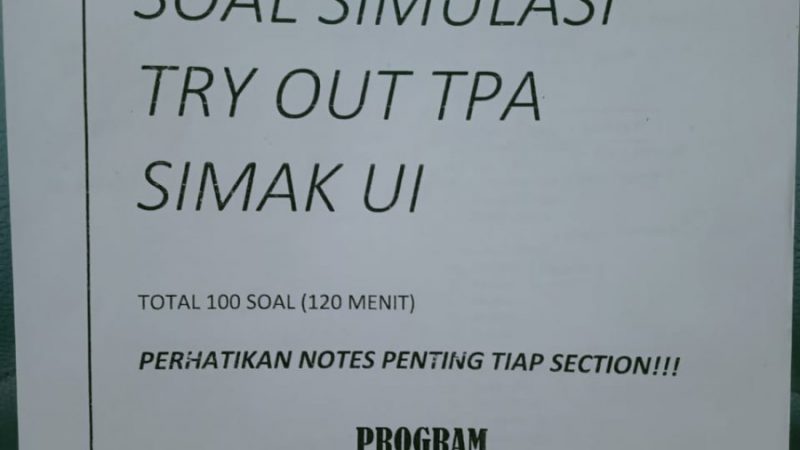 SOAL SIMULASI
TRY OUT TPA
SIMAK UI
TOTAL 100 SOAL (120 MENIT)
PERHATIKAN NOTES PENTING TIAP SECTION!!!
PROGRAM